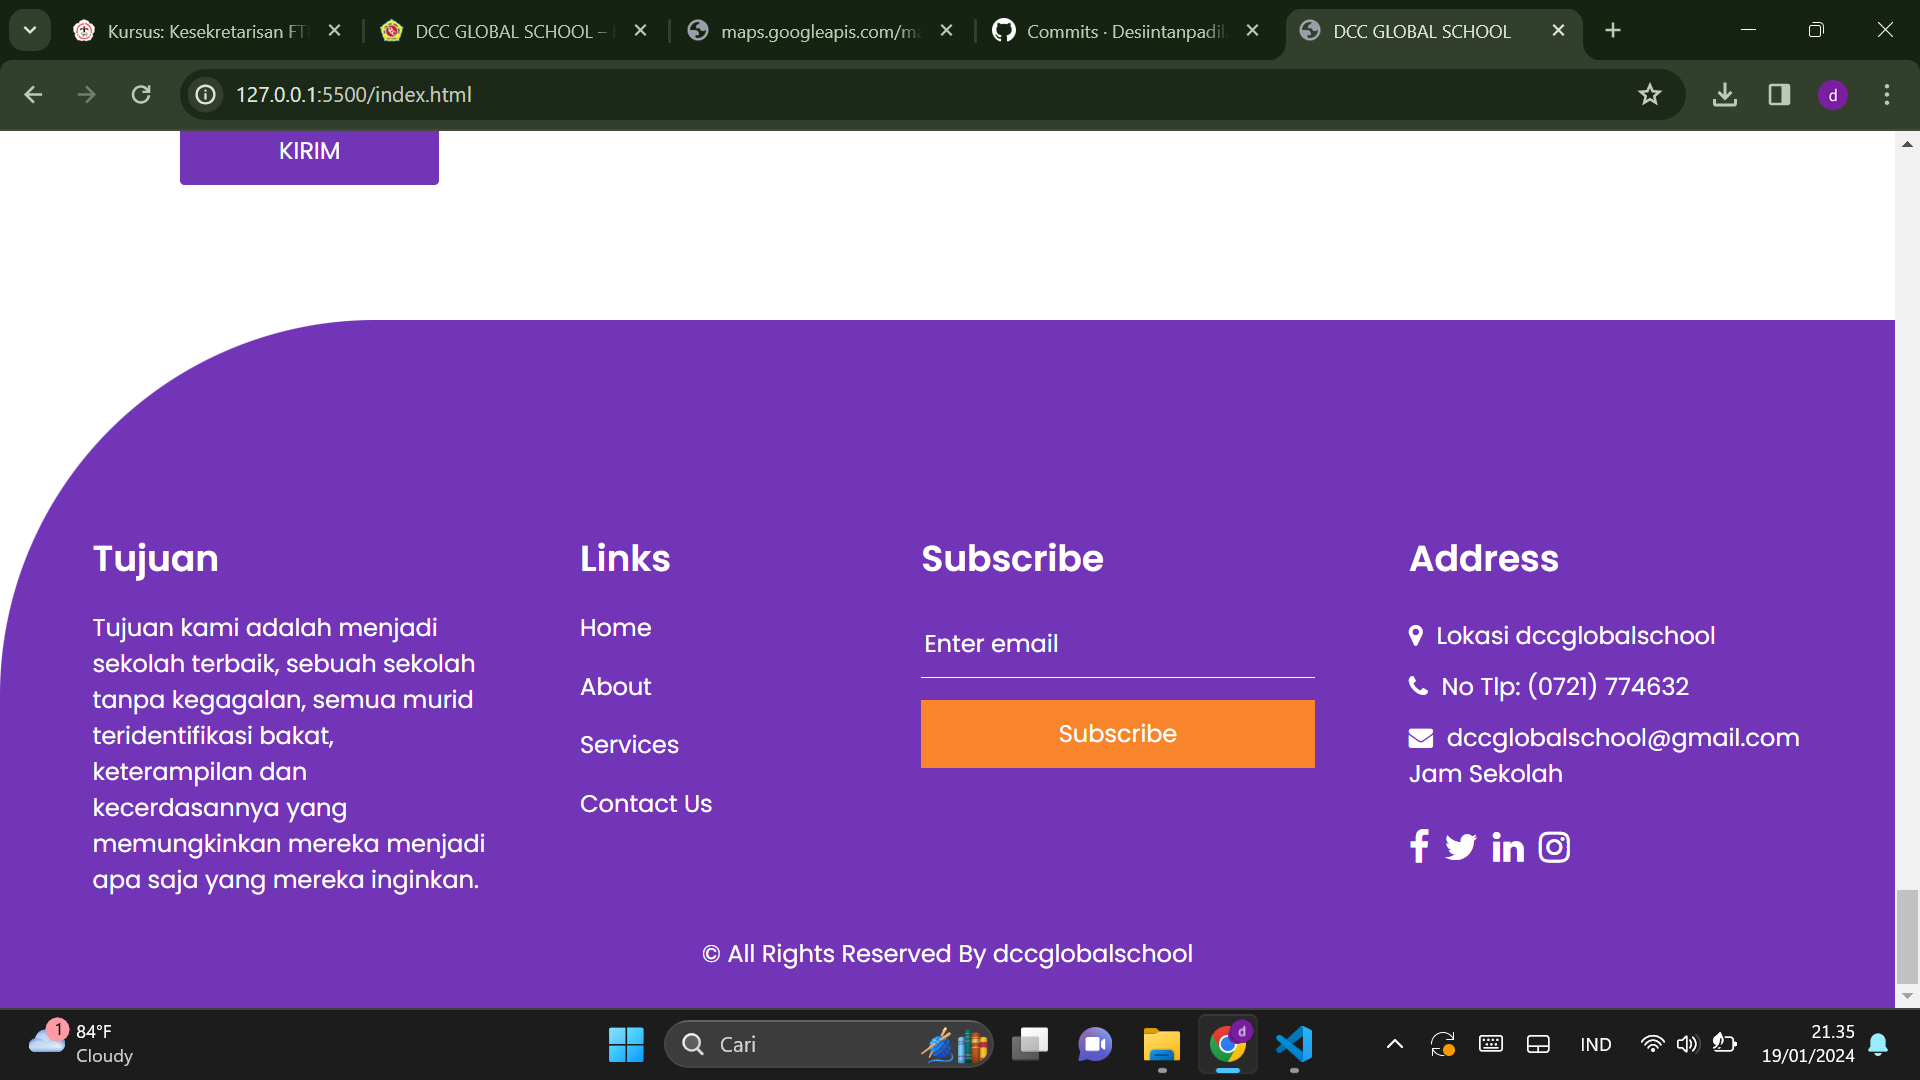 Kursus: Kesekretarisan FTI
DCC GLOBAL SCHOOL –
maps.googleapis.com/ma
Commits · Desiintanpadil
DCC GLOBAL SCHOOL
127.0.0.1:5500/index.html
d
KIRIM
Tujuan
Tujuan kami adalah menjadi
sekolah terbaik, sebuah sekolah
tanpa kegagalan, semua murid
teridentifikasi bakat,
keterampilan dan
kecerdasannya yang
memungkinkan mereka menjadi
apa saja yang mereka inginkan.
Links
Home
About
Services
Contact Us
Subscribe
Enter email
Subscribe
Address
Lokasi dccglobalschool
No Tlp: (0721) 774632
dccglobalschool@gmail.com
Jam Sekolah
© All Rights Reserved By dccglobalschool
1
84°F
Cloudy
Cari
d
IND
21.35
19/01/2024